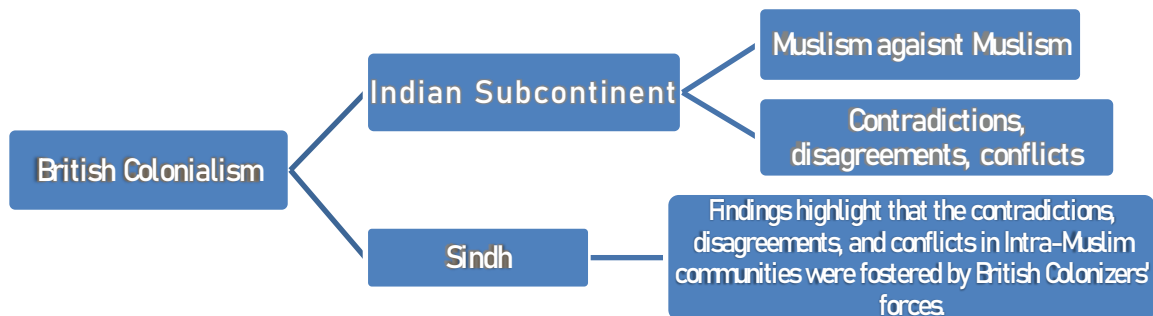 British Colonialism
Indian Subcontinent
Muslism agaisnt Muslism
Contradictions,
disagreements, conflicts
Sindh
Findings highlight that the contradictions,
disagreements, and conflicts in Intra-Muslim
communities were fostered by British Colonizers'
forces.